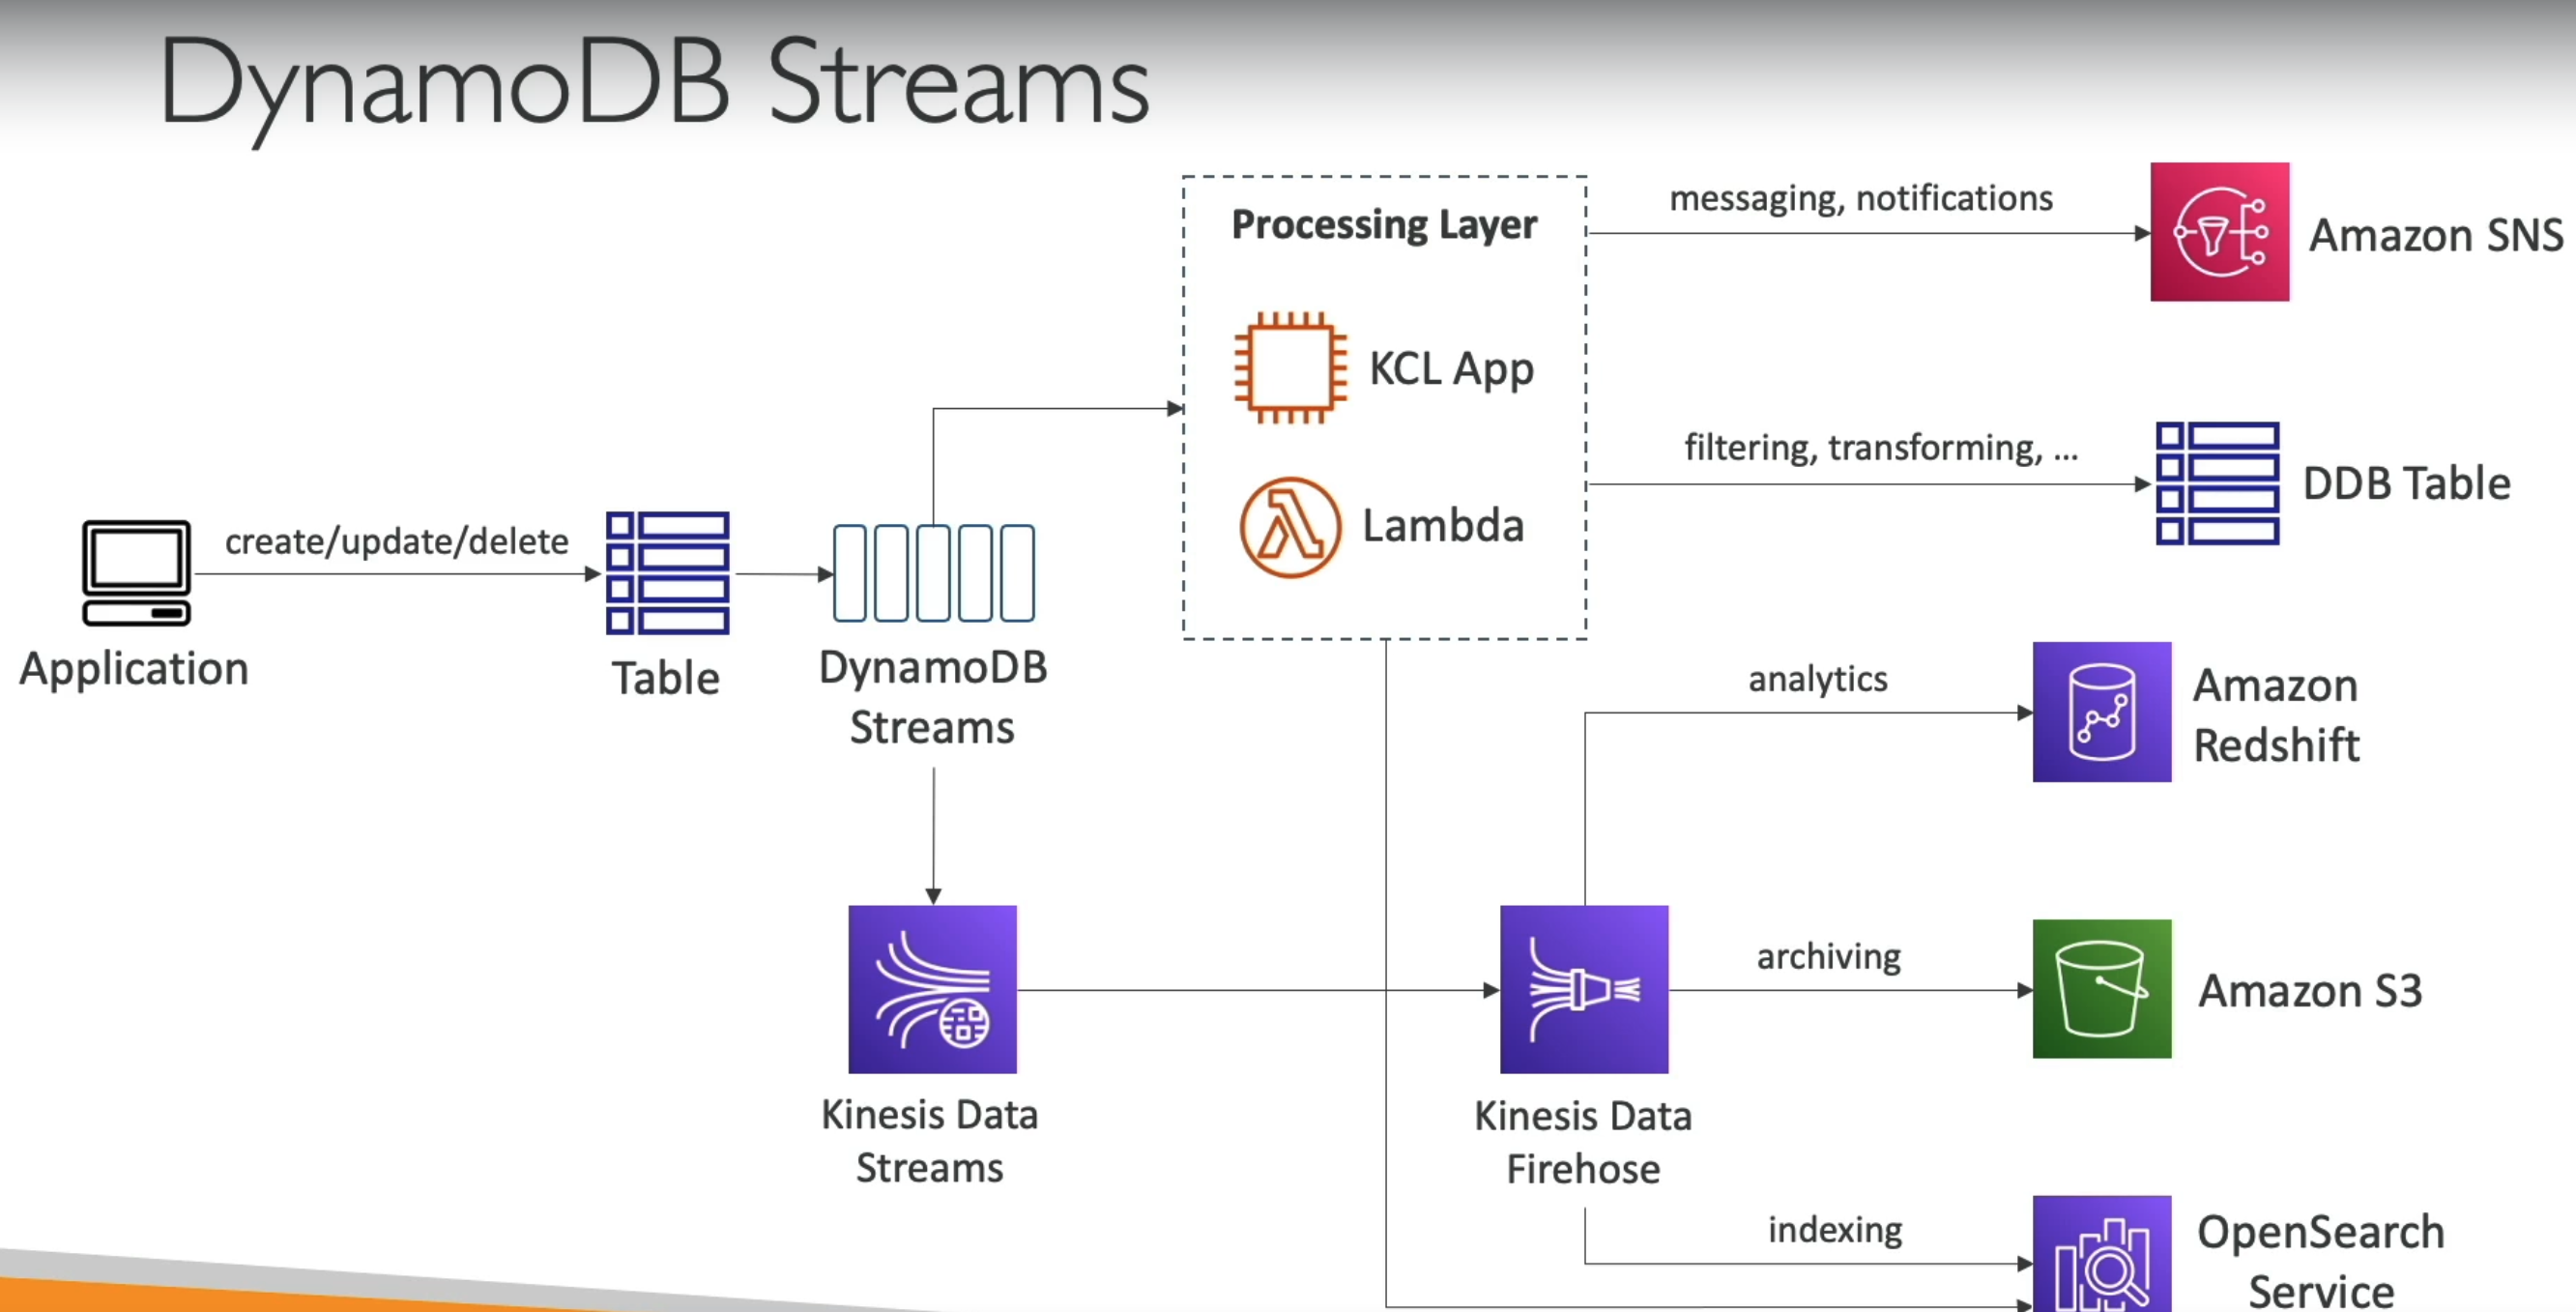 DynamoDB Streams
Processing Layer
KCL App
Lambda
messaging, notifications
Amazon SNS
filtering, transforming, ...
DDB Table
create/update/delete
Application
Table
DynamoDB
Streams
analytics
Amazon
Redshift
Kinesis Data
Streams
Kinesis Data
Firehose
archiving
Amazon S3
indexing
OpenSearch
Service